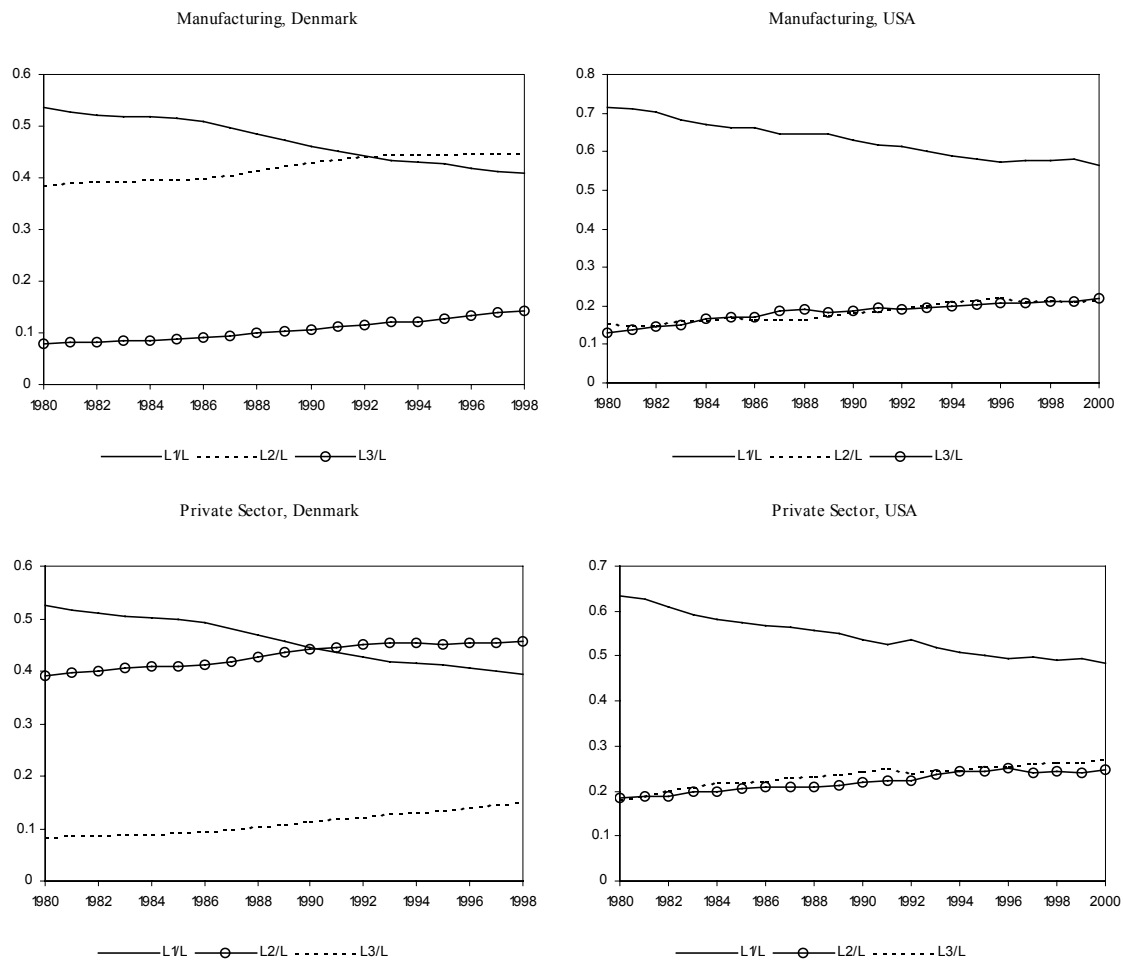 Manufacturing, Denmark
0.6
0.5
0.4
0.3
0.2
0.1
0
1980 1982 1984 1986 1988 1990 1992 1994 1996 1998
L1/L L2/L L3/L
Manufacturing, USA
0.8
0.7
0.6
0.5
0.4
0.3
0.2
0.1
0
1980 1982 1984 1986 1988 1990 1992 1994 1996 1998 2000
L1/L L2/L L3/L
Private Sector, Denmark
0.6
0.5
0.4
0.3
0.2
0.1
0
1980 1982 1984 1986 1988 1990 1992 1994 1996 1998
L1/L L2/L L3/L
Private Sector, USA
0.7
0.6
0.5
0.4
0.3
0.2
0.1
0
1980 1982 1984 1986 1988 1990 1992 1994 1996 1998 2000
L1/L L2/L L3/L